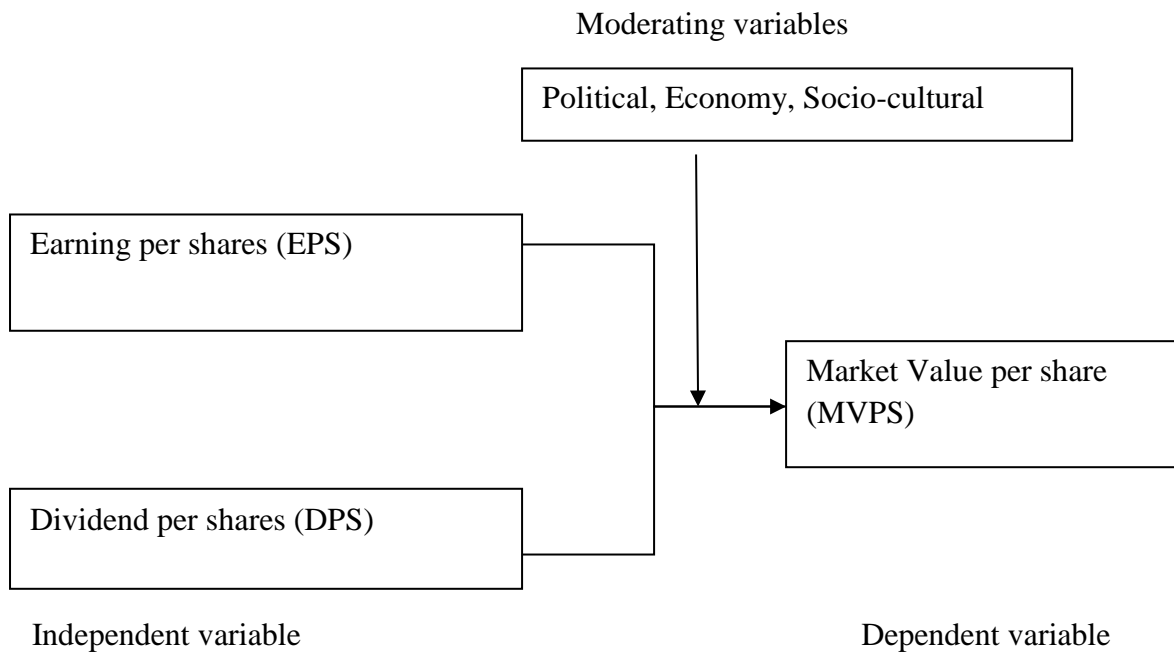 Moderating variables
Political, Economy, Socio-cultural
Earning per shares (EPS)
Market Value per share
(MVPS)
Dividend per shares (DPS)
Independent variable
Dependent variable